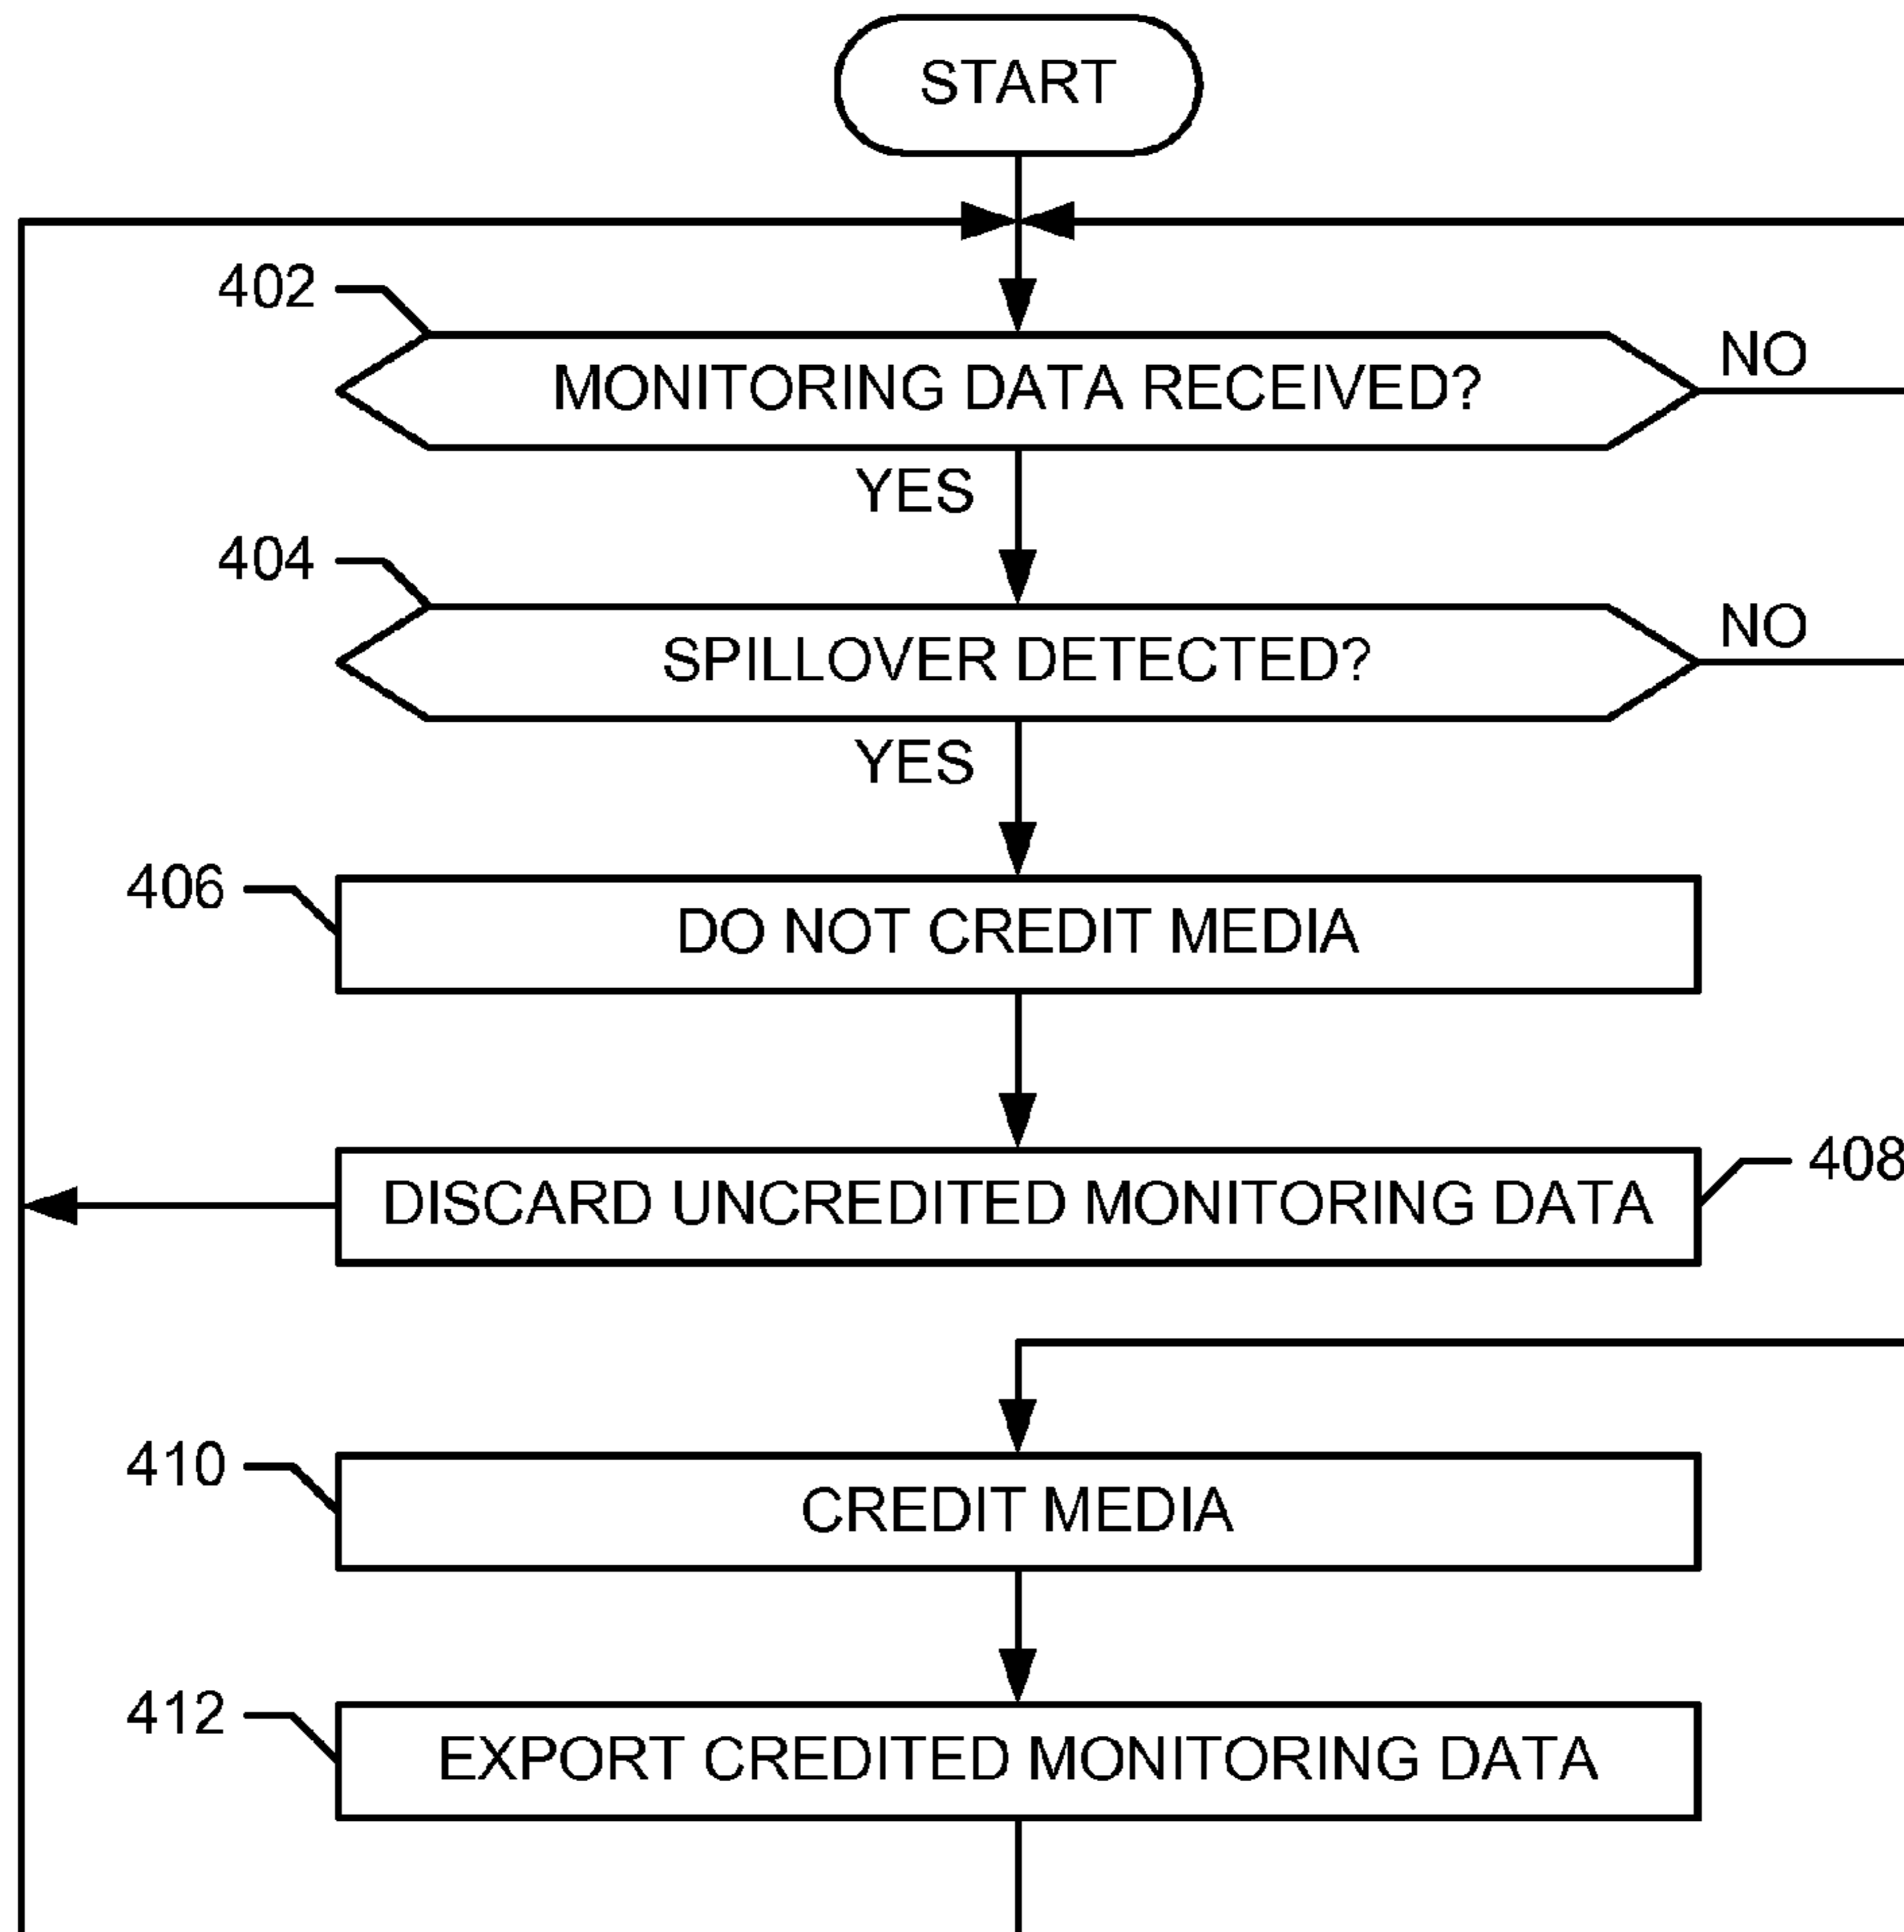 START
402
MONITORING DATA RECEIVED?
NO
YES
404
SPILLOVER DETECTED?
NO
YES
406
DO NOT CREDIT MEDIA
DISCARD UNCREDITED MONITORING DATA
408
410
CREDIT MEDIA
412
EXPORT CREDITED MONITORING DATA